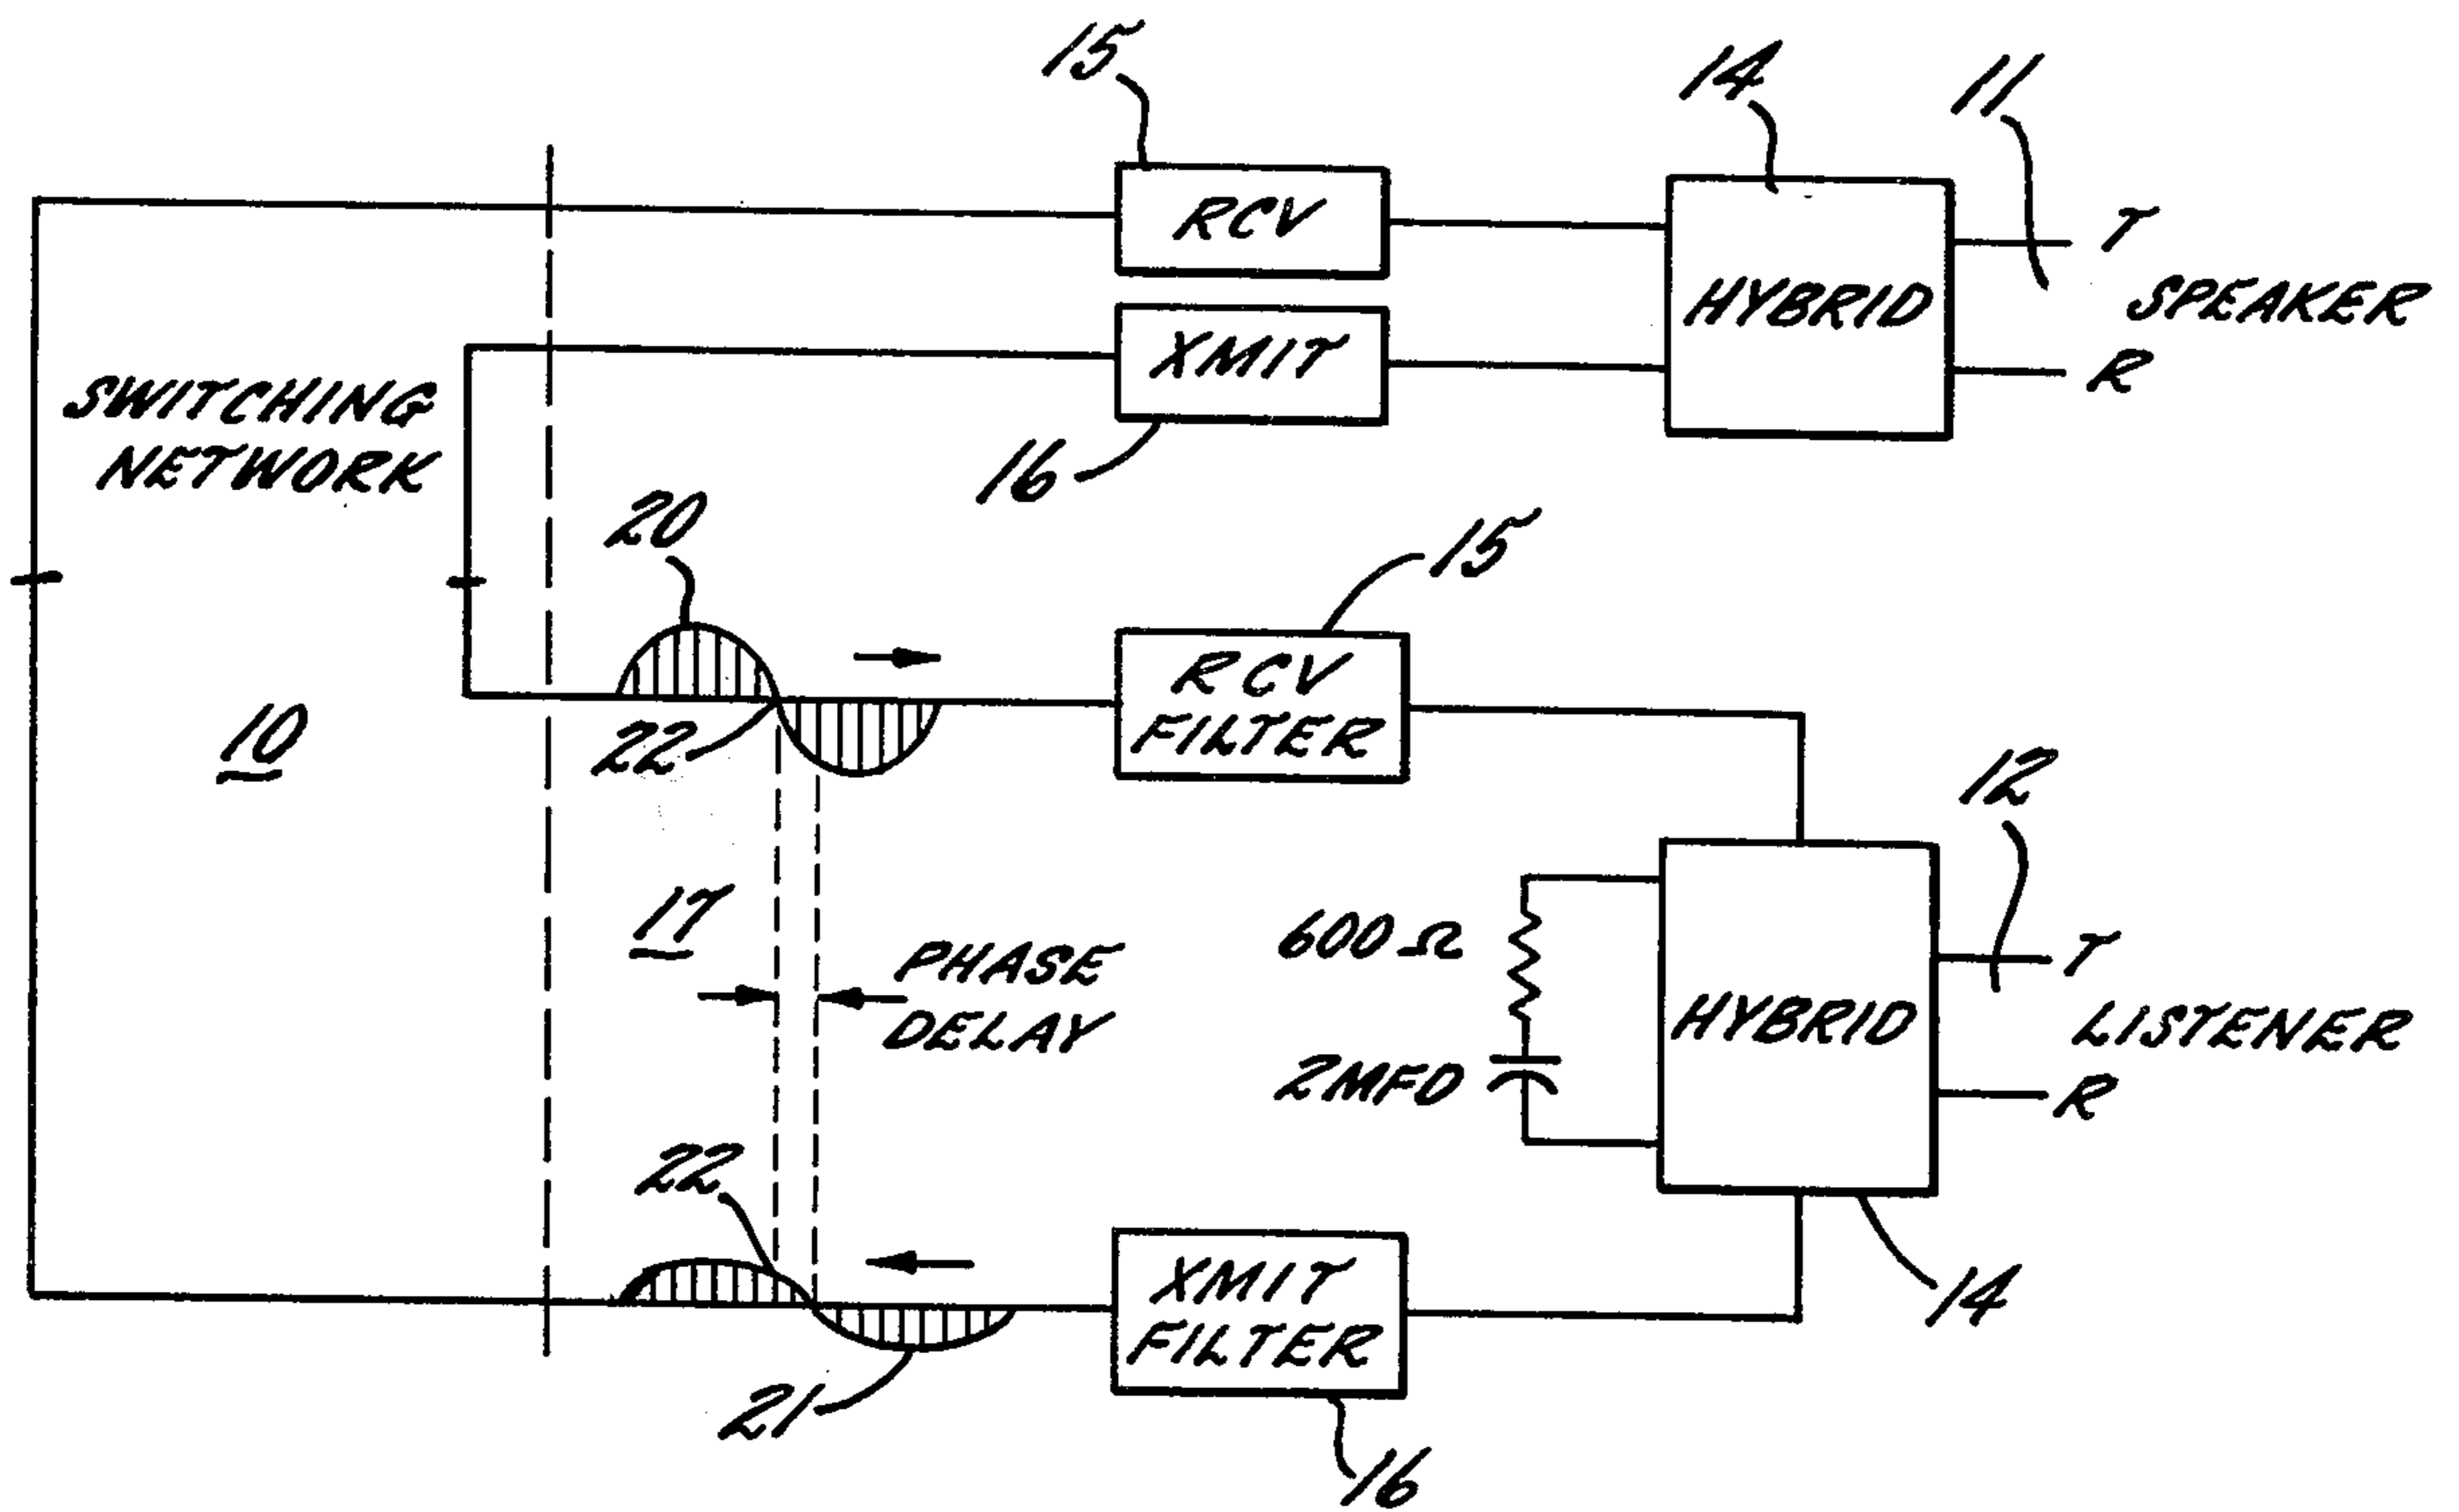 15
14
11
RCV
T
HYBRID
SPEAKER
XMIT
R
SWITCHING
NETWORK
16
20
15
RCV
FILTER
22
10
12
17
600 Ω
PHASE
DELAY
T
HYBRID
LISTENER
2MFD
R
22
XMIT
FILTER
14
21
16